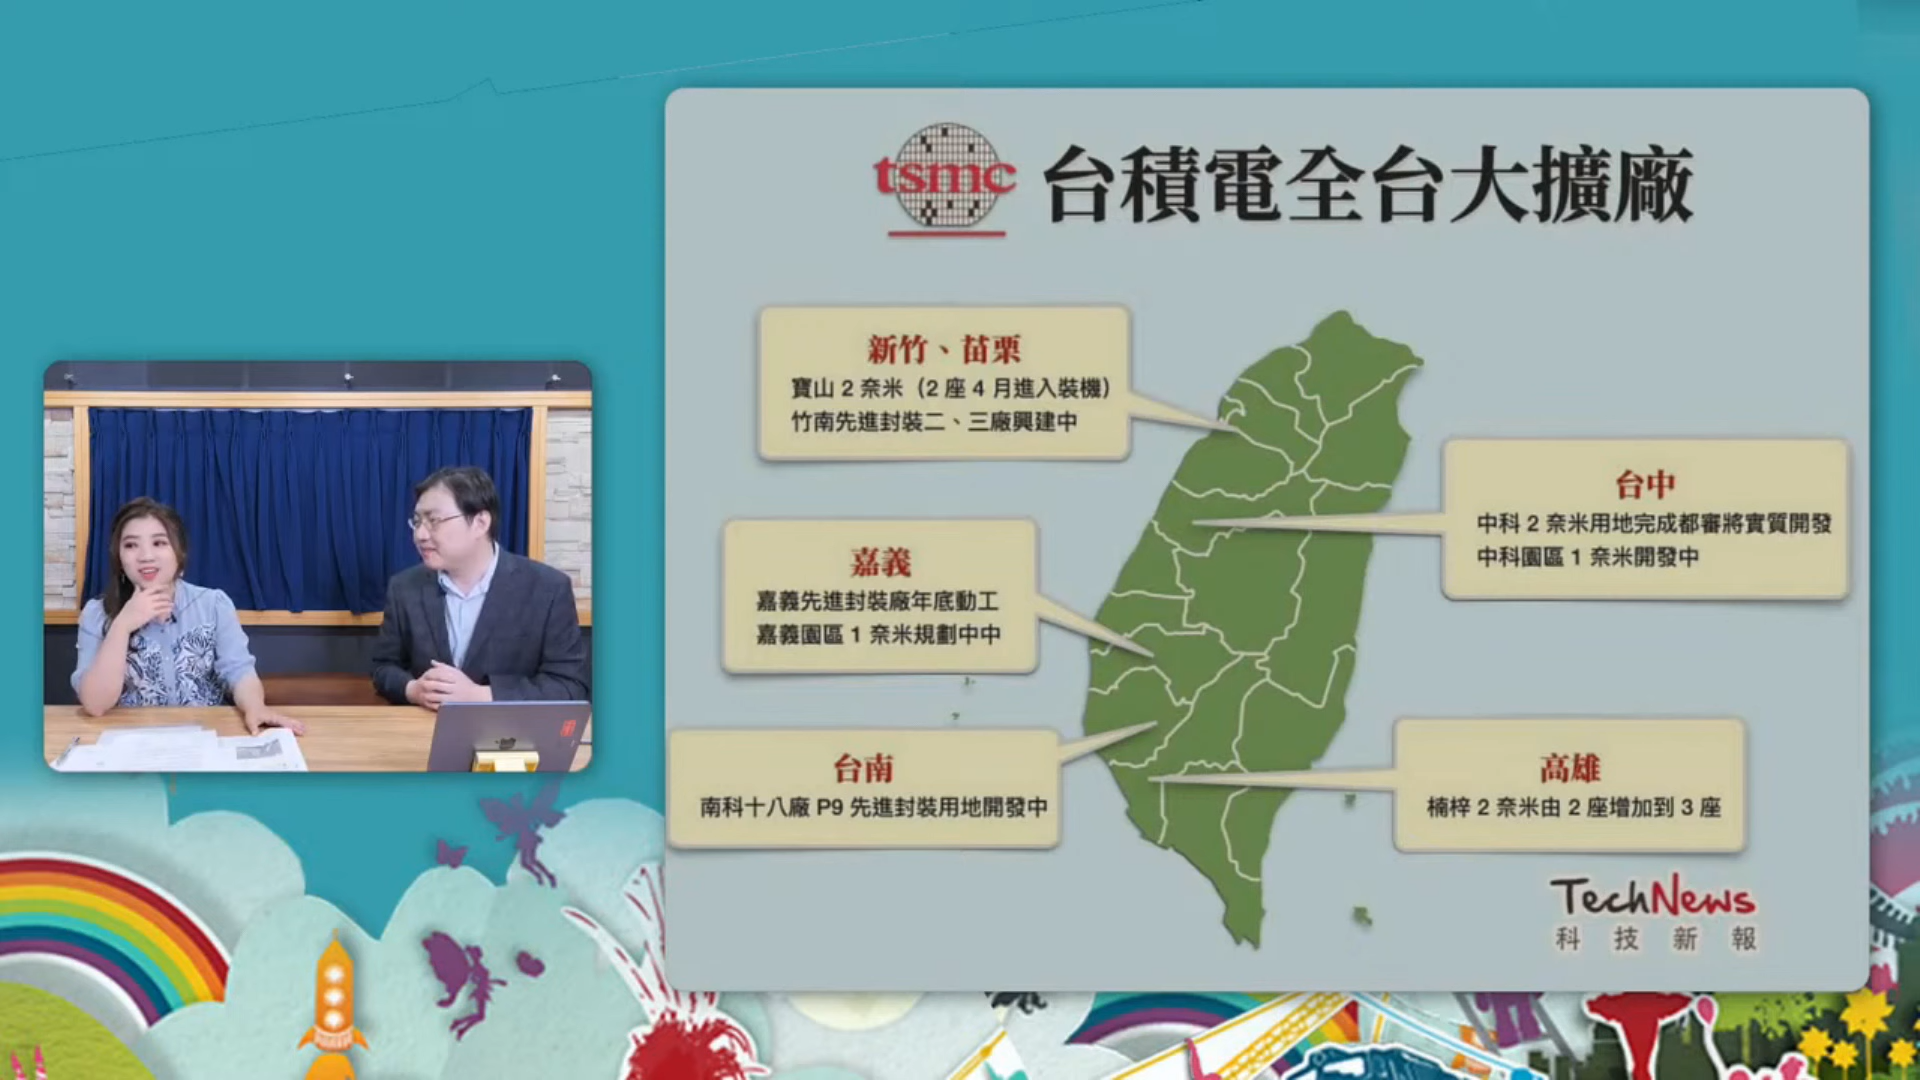 tsmc 台積電全台大擴廠
新竹、苗栗
寶山 2 奈米（2 座 4 月進入裝機）
竹南先進封裝二、三廠興建中
台中
中科 2 奈米用地完成都審將實質開發
中科園區 1 奈米開發中
嘉義
嘉義先進封裝廠年底動工
嘉義園區 1 奈米規劃中中
台南
南科十八廠 P9 先進封裝用地開發中
高雄
楠梓 2 奈米由 2 座增加到 3 座
TechNews
科技新報